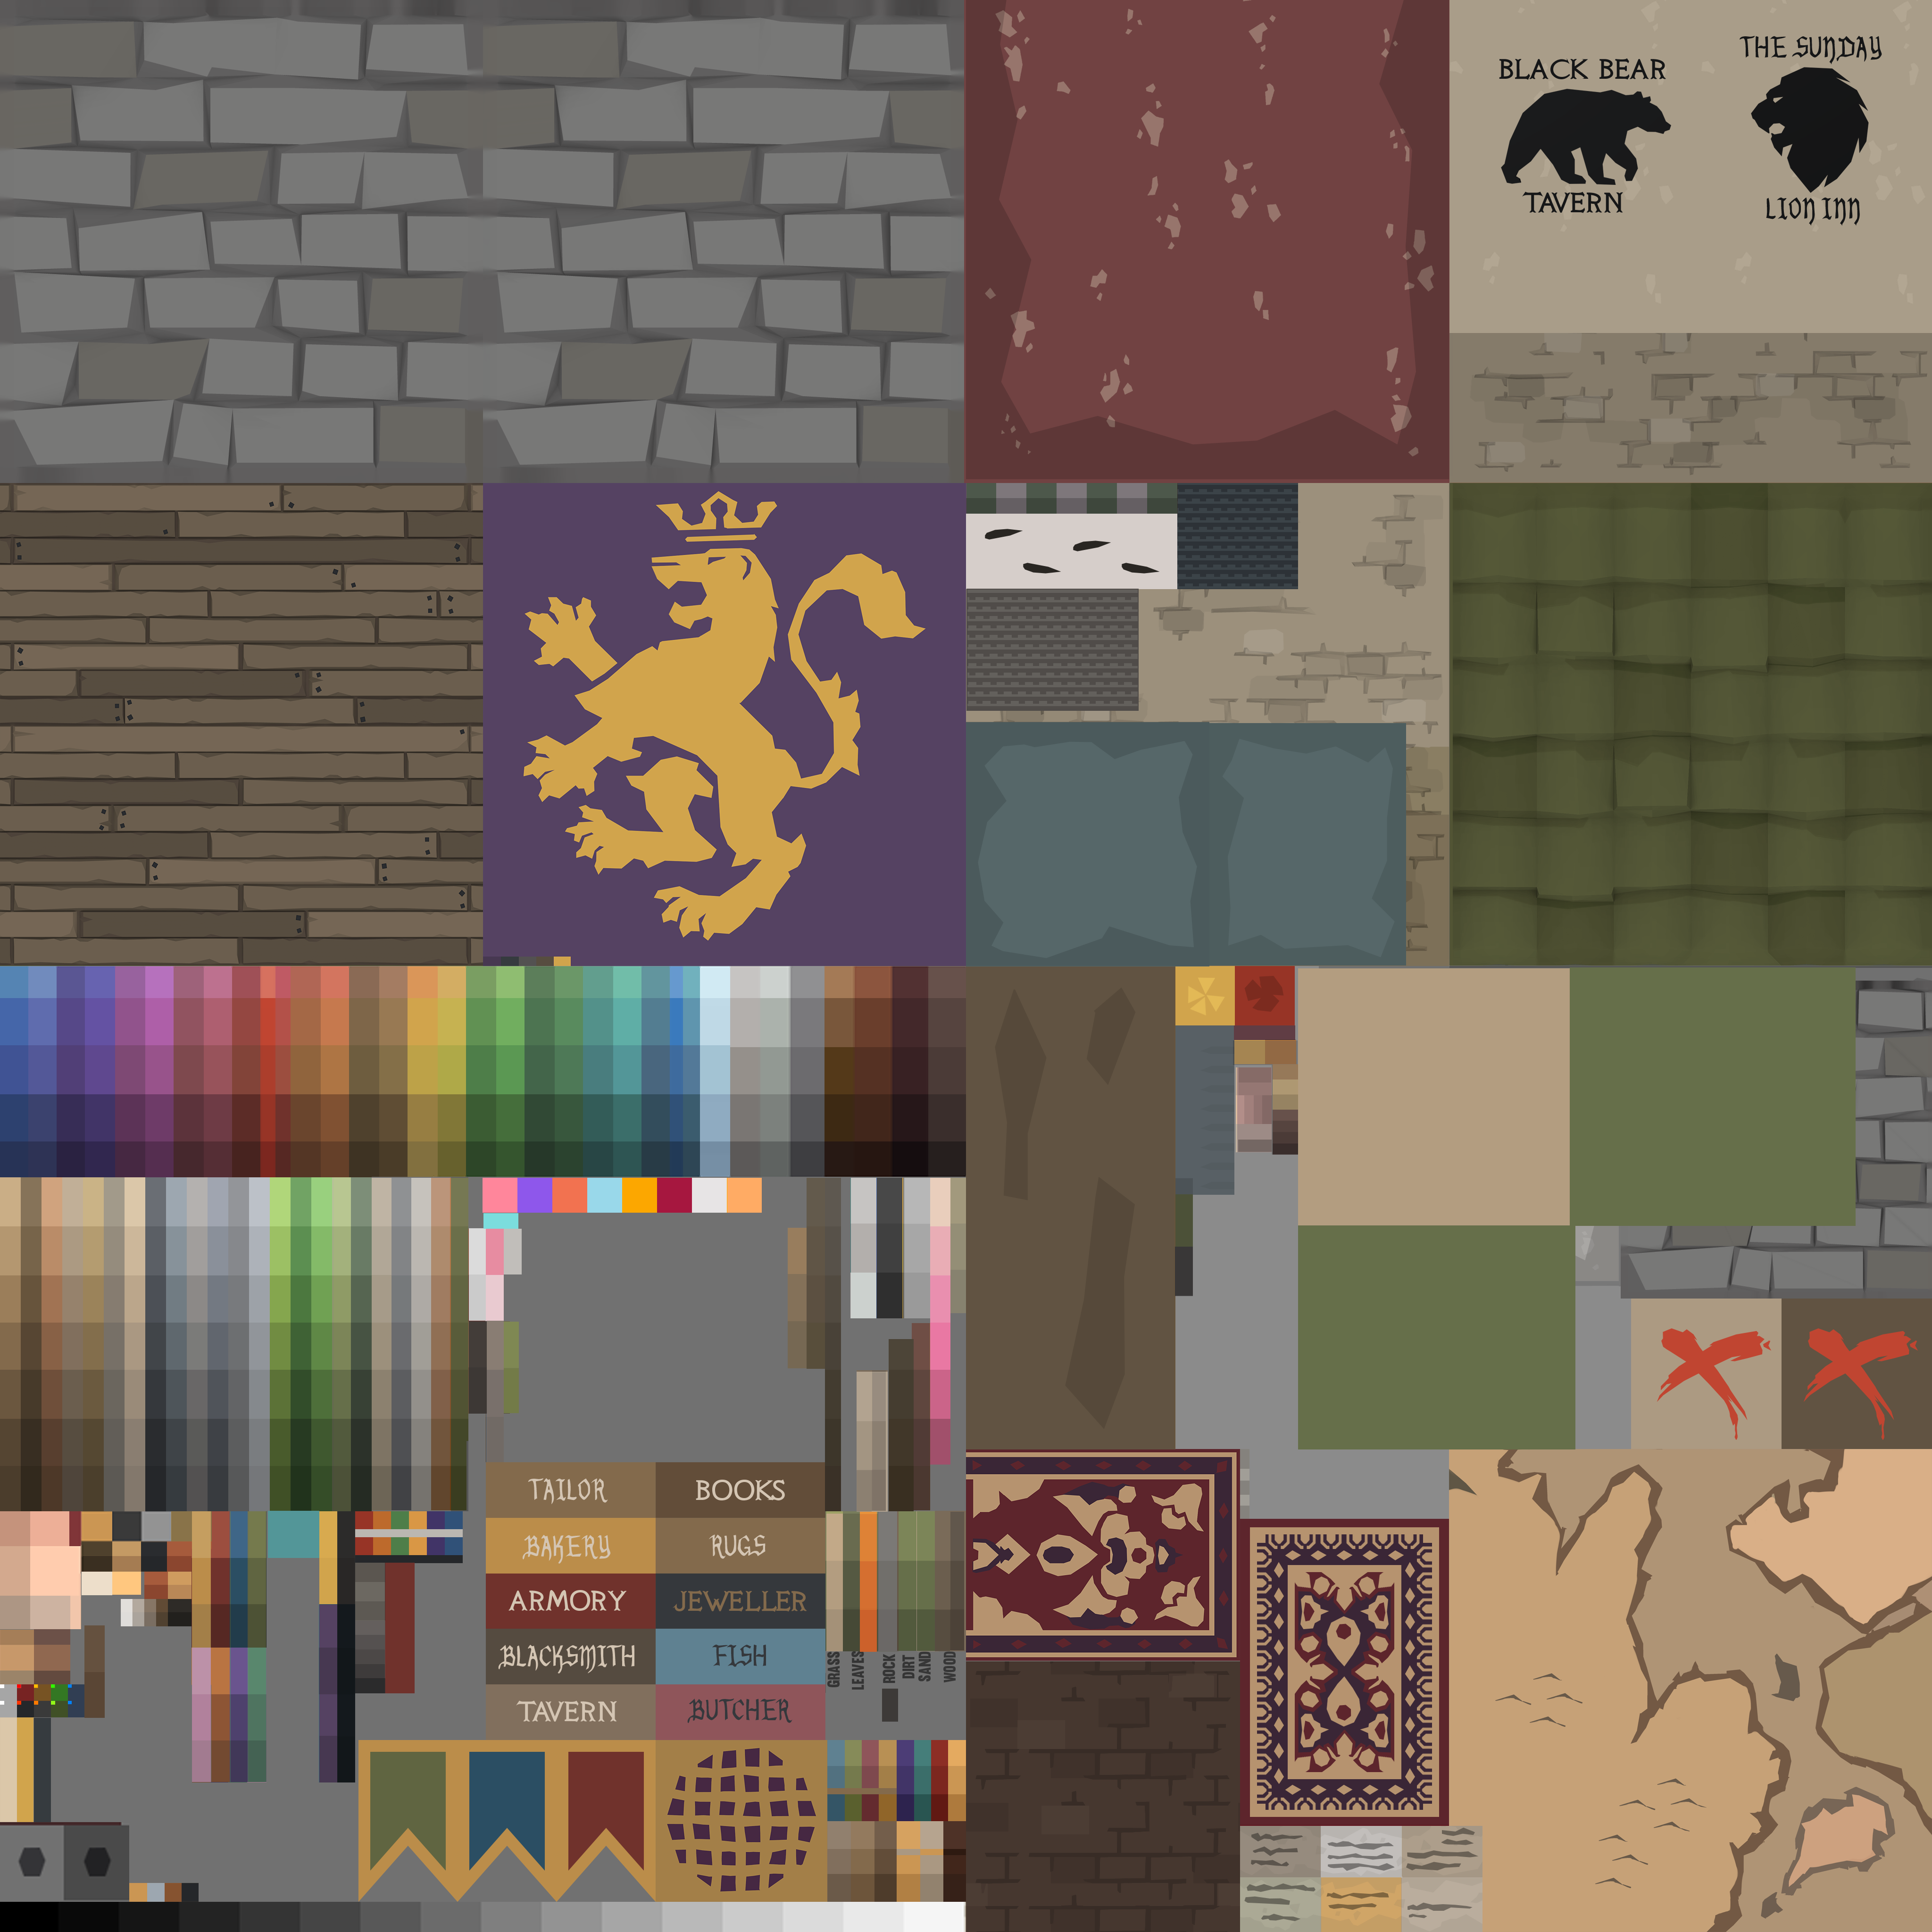 BLACK BEAR
TAVERN
THE SUNDAY
LION INN
TAILOR
BOOKS
BAKERY
RUGS
ARMORY
JEWELLER
BLACKSMITH
FISH
TAVERN
BUTCHER
GRASS
LEAVES
ROCK
DIRT
SAND
WOOD